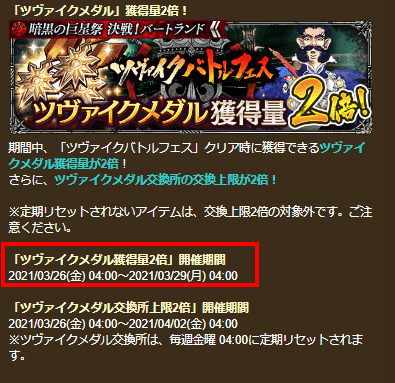 「ツヴァイクメダル」獲得量2倍！
暗黒の巨星祭 決戦！バートランド
ツヴァイクバトルフェス
ツヴァイクメダル獲得量2倍！
期間中、「ツヴァイクバトルフェス」クリア時に獲得できるツヴァイ
クメダル獲得量が2倍！
さらに、ツヴァイクメダル交換所の交換上限が2倍！
※定期リセットされないアイテムは、交換上限2倍の対象外です。ご注
意ください。
「ツヴァイクメダル獲得量2倍」開催期間
2021/03/26(金) 04:00～2021/03/29(月) 04:00
「ツヴァイクメダル交換所上限2倍」開催期間
2021/03/26(金) 04:00～2021/04/02(金) 04:00
※ツヴァイクメダル交換所は、毎週金曜 04:00に定期リセットされま
す。